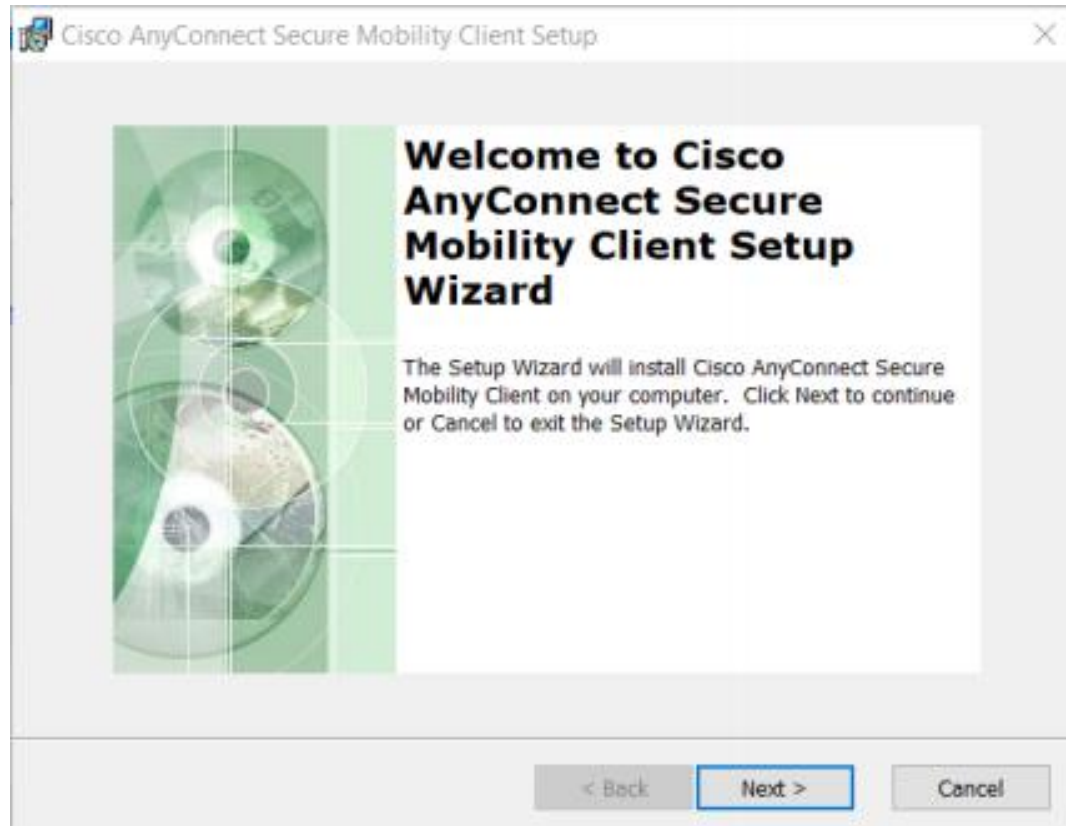 Cisco AnyConnect Secure Mobility Client Setup
Welcome to Cisco
AnyConnect Secure
Mobility Client Setup
Wizard
The Setup Wizard will install Cisco AnyConnect Secure
Mobility Client on your computer. Click Next to continue
or Cancel to exit the Setup Wizard.
< Back
Next >
Cancel